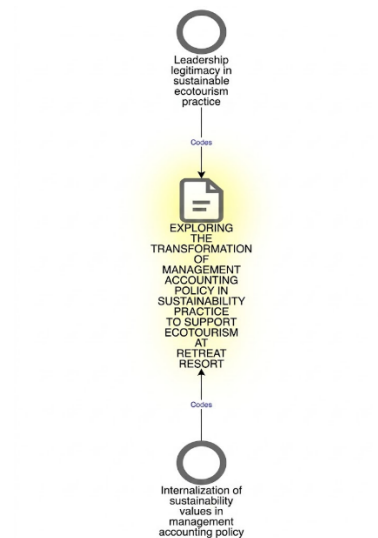 Leadership
legitimacy in
sustainable
ecotourism
practice
Codes
EXPLORING
THE
TRANSFORMATION
OF
MANAGEMENT
ACCOUNTING
POLICY IN
SUSTAINABILITY
PRACTICE
TO SUPPORT
ECOTOURISM
AT
RETREAT
RESORT
Codes
Internalization of
sustainability
values in
management
accounting policy